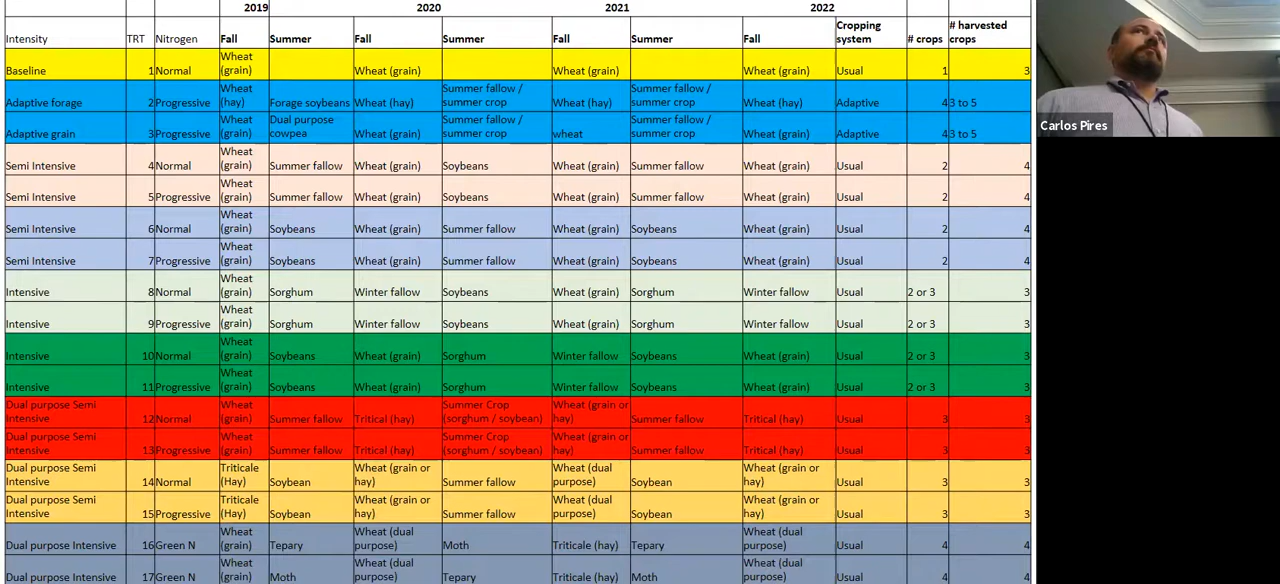 2019 2020 2021 2022
Intensity TRT Nitrogen Fall Summer Fall Summer Fall Summer Fall Cropping system # crops # harvested crops
Baseline 1 Normal Wheat (grain) Wheat (grain) Wheat (grain) Wheat (grain) Usual 1 3
Adaptive forage 2 Progressive Wheat (hay) Forage soybeans Wheat (hay) Summer fallow / summer crop Wheat (hay) Summer fallow / summer crop Wheat (hay) Adaptive 4 3 to 5
Adaptive grain 3 Progressive Wheat (grain) Dual purpose cowpea Wheat (grain) Summer fallow / summer crop wheat Summer fallow / summer crop Wheat (grain) Adaptive 4 3 to 5
Semi Intensive 4 Normal Wheat (grain) Summer fallow Wheat (grain) Soybeans Wheat (grain) Summer fallow Wheat (grain) Usual 2 4
Semi Intensive 5 Progressive Wheat (grain) Summer fallow Wheat (grain) Soybeans Wheat (grain) Summer fallow Wheat (grain) Usual 2 4
Semi Intensive 6 Normal Wheat (grain) Soybeans Wheat (grain) Summer fallow Wheat (grain) Soybeans Wheat (grain) Usual 2 4
Semi Intensive 7 Progressive Wheat (grain) Soybeans Wheat (grain) Summer fallow Wheat (grain) Soybeans Wheat (grain) Usual 2 4
Intensive 8 Normal Wheat (grain) Sorghum Winter fallow Soybeans Wheat (grain) Sorghum Winter fallow Usual 2 or 3 3
Intensive 9 Progressive Wheat (grain) Sorghum Winter fallow Soybeans Wheat (grain) Sorghum Winter fallow Usual 2 or 3 3
Intensive 10 Normal Wheat (grain) Soybeans Wheat (grain) Sorghum Winter fallow Soybeans Wheat (grain) Usual 2 or 3 3
Intensive 11 Progressive Wheat (grain) Soybeans Wheat (grain) Sorghum Winter fallow Soybeans Wheat (grain) Usual 2 or 3 3
Dual purpose Semi Intensive 12 Normal Wheat (grain) Summer fallow Tritical (hay) Summer Crop (sorghum / soybean) Wheat (grain or hay) Summer fallow Tritical (hay) Usual 3 3
Dual purpose Semi Intensive 13 Progressive Wheat (grain) Summer fallow Tritical (hay) Summer Crop (sorghum / soybean) Wheat (grain or hay) Summer fallow Tritical (hay) Usual 3 3
Dual purpose Semi Intensive 14 Normal Triticale (Hay) Soybean Wheat (grain or hay) Summer fallow Wheat (dual purpose) Soybean Wheat (grain or hay) Usual 3 3
Dual purpose Semi Intensive 15 Progressive Triticale (Hay) Soybean Wheat (grain or hay) Summer fallow Wheat (dual purpose) Soybean Wheat (grain or hay) Usual 3 3
Dual purpose Intensive 16 Green N Wheat (grain) Tepary Wheat (dual purpose) Moth Triticale (hay) Tepary Wheat (dual purpose) Usual 4 4
Dual purpose Intensive 17 Green N Wheat (grain) Moth Wheat (dual purpose) Tepary Triticale (hay) Moth Wheat (dual purpose) Usual 4 4
Carlos Pires